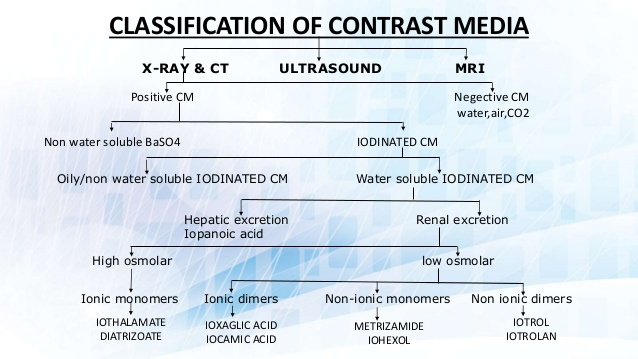 CLASSIFICATION OF CONTRAST MEDIA
X-RAY & CT ULTRASOUND MRI
Positive CM Negective CM
water,air,CO2
Non water soluble BaSO4 IODINATED CM
Oily/non water soluble IODINATED CM Water soluble IODINATED CM
Hepatic excretion Renal excretion
Iopanoic acid
High osmolar low osmolar
Ionic monomers Ionic dimers Non-ionic monomers Non ionic dimers
IOTHALAMATE IOXAGLIC ACID METRIZAMIDE IOTROL
DIATRIZOATE IOCAMIC ACID IOHEXOL IOTROLAN